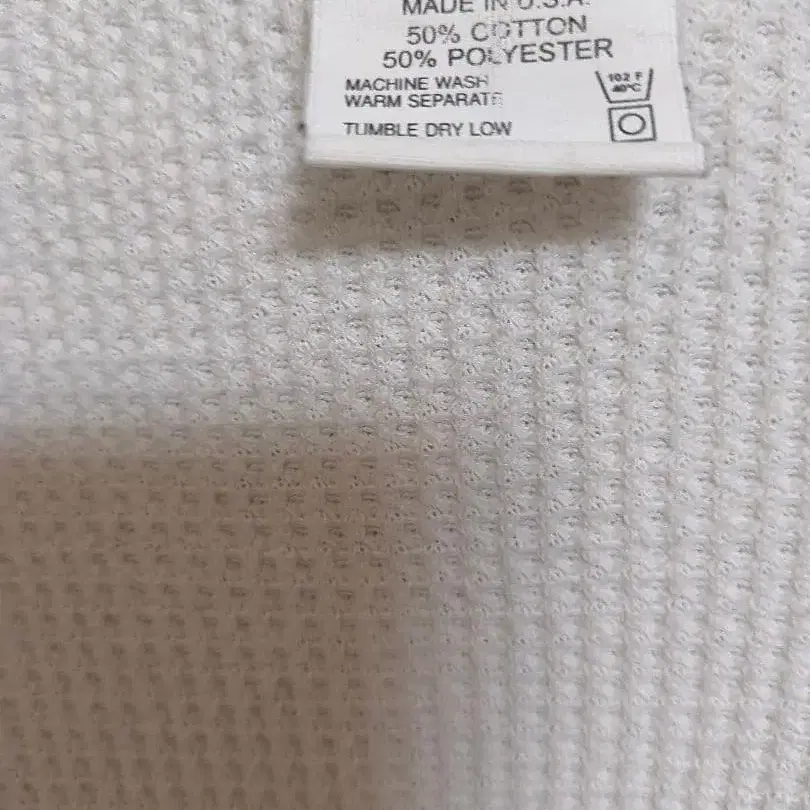 MADE IN U.S.A.
50% COTTON
50% POLYESTER
MACHINE WASH
WARM SEPARATE
TUMBLE DRY LOW
102 F
40°C